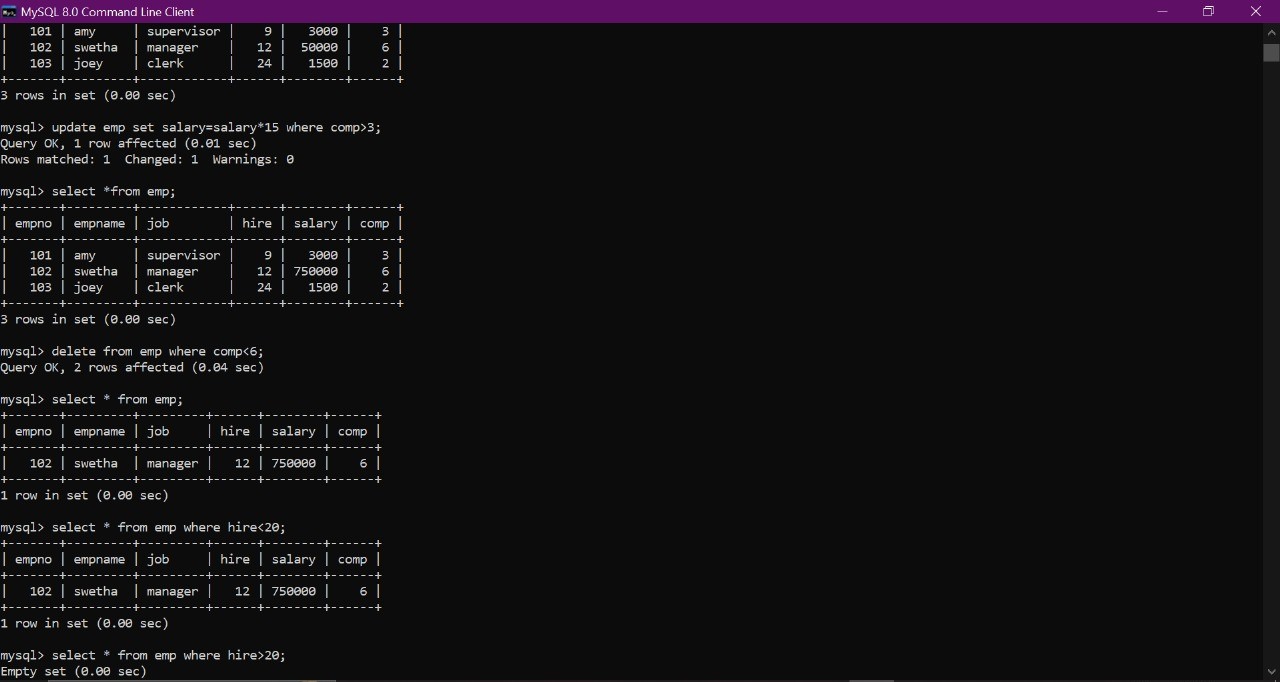 MySQL 8.0 Command Line Client
|   101 | amy     | supervisor |    9 |   3000 |    3 |
|   102 | swetha  | manager    |   12 |  50000 |    6 |
|   103 | joey    | clerk      |   24 |   1500 |    2 |
+-------+---------+------------+------+--------+------+
3 rows in set (0.00 sec)
mysql> update emp set salary=salary*15 where comp>3;
Query OK, 1 row affected (0.01 sec)
Rows matched: 1  Changed: 1  Warnings: 0
mysql> select *from emp;
+-------+---------+------------+------+--------+------+
| empno | empname | job        | hire | salary | comp |
+-------+---------+------------+------+--------+------+
|   101 | amy     | supervisor |    9 |   3000 |    3 |
|   102 | swetha  | manager    |   12 | 750000 |    6 |
|   103 | joey    | clerk      |   24 |   1500 |    2 |
+-------+---------+------------+------+--------+------+
3 rows in set (0.00 sec)
mysql> delete from emp where comp<6;
Query OK, 2 rows affected (0.04 sec)
mysql> select * from emp;
+-------+---------+---------+------+--------+------+
| empno | empname | job     | hire | salary | comp |
+-------+---------+---------+------+--------+------+
|   102 | swetha  | manager |   12 | 750000 |    6 |
+-------+---------+---------+------+--------+------+
1 row in set (0.00 sec)
mysql> select * from emp where hire<20;
+-------+---------+---------+------+--------+------+
| empno | empname | job     | hire | salary | comp |
+-------+---------+---------+------+--------+------+
|   102 | swetha  | manager |   12 | 750000 |    6 |
+-------+---------+---------+------+--------+------+
1 row in set (0.00 sec)
mysql> select * from emp where hire>20;
Empty set (0.00 sec)